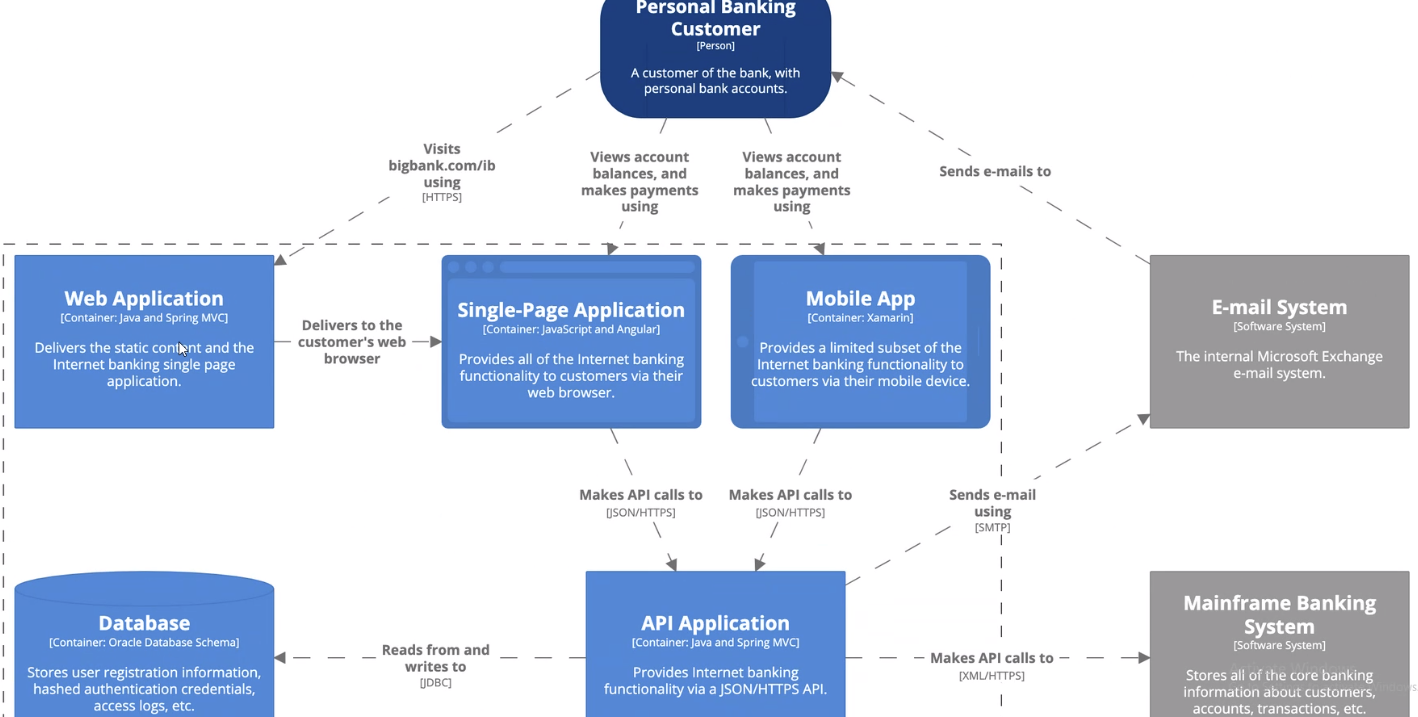 Personal Banking
Customer
[Person]
A customer of the bank, with
personal bank accounts.
Visits
bigbank.com/ib
using
[HTTPS]
Views account
balances, and
makes payments
using
Views account
balances, and
makes payments
using
Sends e-mails to
Web Application
[Container: Java and Spring MVC]
Delivers the static content and the
Internet banking single page
application.
Delivers to the
customer's web
browser
Single-Page Application
[Container: JavaScript and Angular]
Provides all of the Internet banking
functionality to customers via their
web browser.
Mobile App
[Container: Xamarin]
Provides a limited subset of the
Internet banking functionality to
customers via their mobile device.
E-mail System
[Software System]
The internal Microsoft Exchange
e-mail system.
Makes API calls to
[JSON/HTTPS]
Makes API calls to
[JSON/HTTPS]
Sends e-mail
using
[SMTP]
Database
[Container: Oracle Database Schema]
Stores user registration information,
hashed authentication credentials,
access logs, etc.
Reads from and
writes to
[JDBC]
API Application
[Container: Java and Spring MVC]
Provides Internet banking
functionality via a JSON/HTTPS API.
Makes API calls to
[XML/HTTPS]
Mainframe Banking
System
[Software System]
Stores all of the core banking
information about customers,
accounts, transactions, etc.
Activate Windows